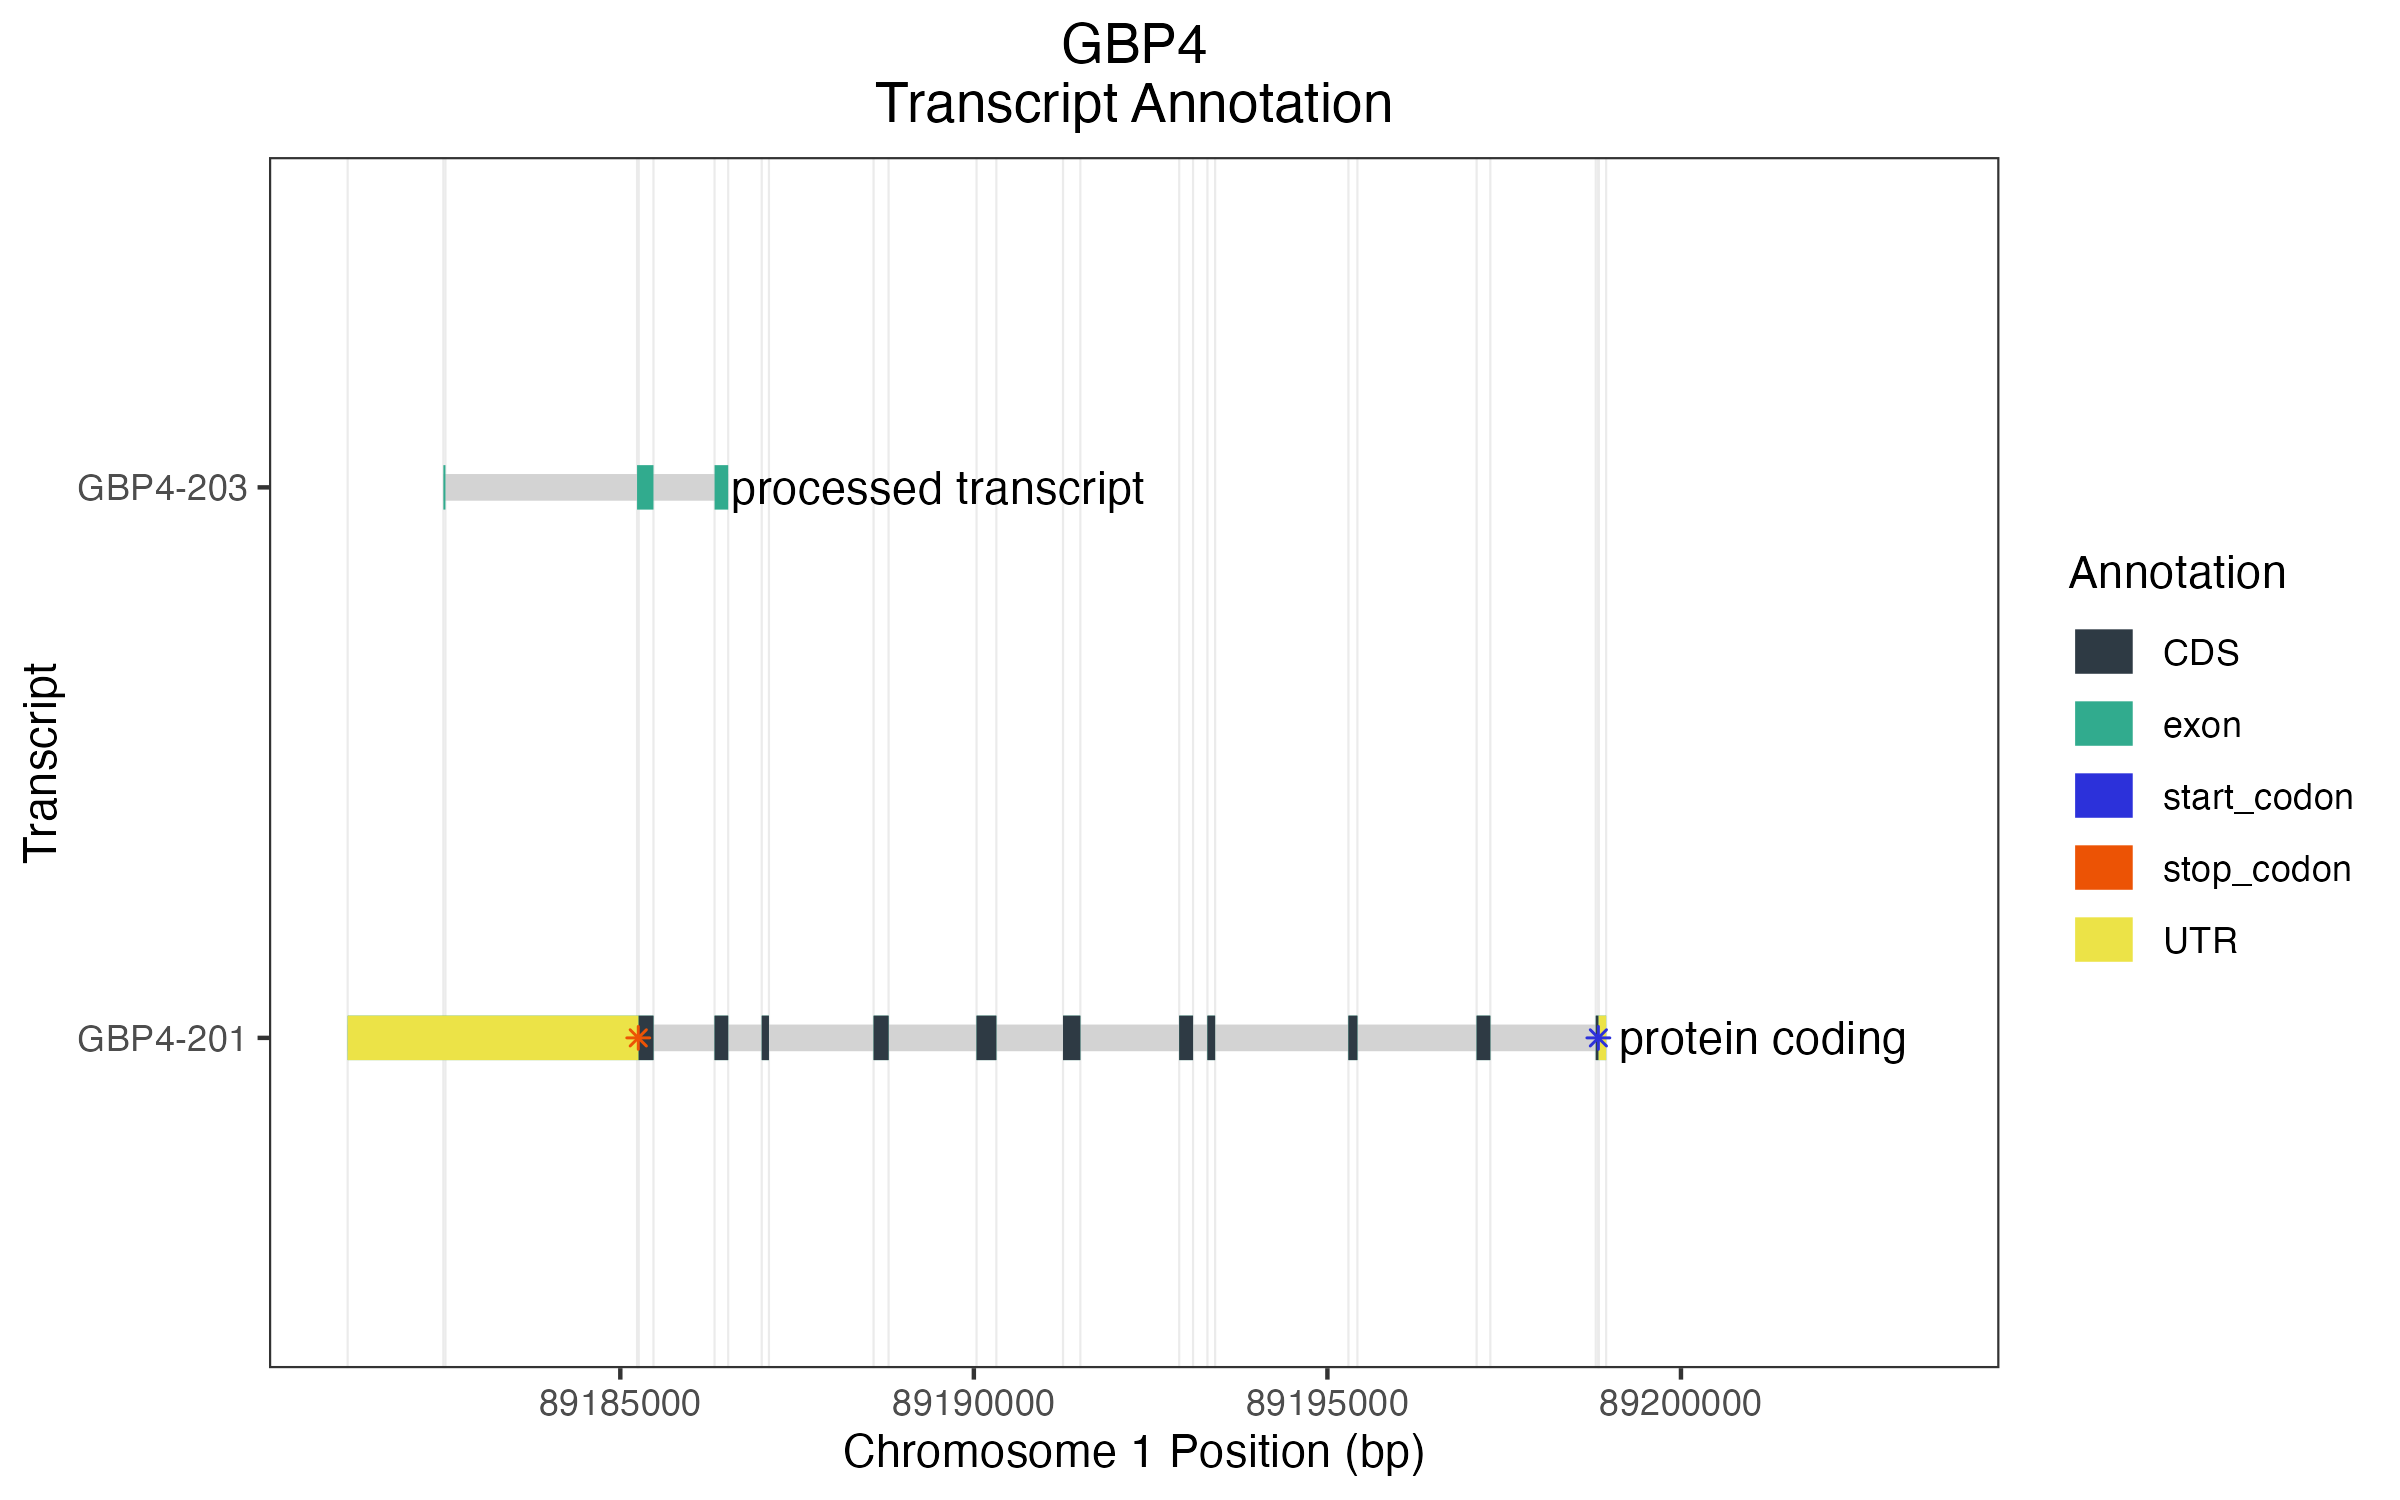 GBP4
Transcript Annotation
Transcript
GBP4-203
processed transcript
GBP4-201
protein coding
89185000
89190000
89195000
89200000
Chromosome 1 Position (bp)
Annotation
CDS
exon
start_codon
stop_codon
UTR